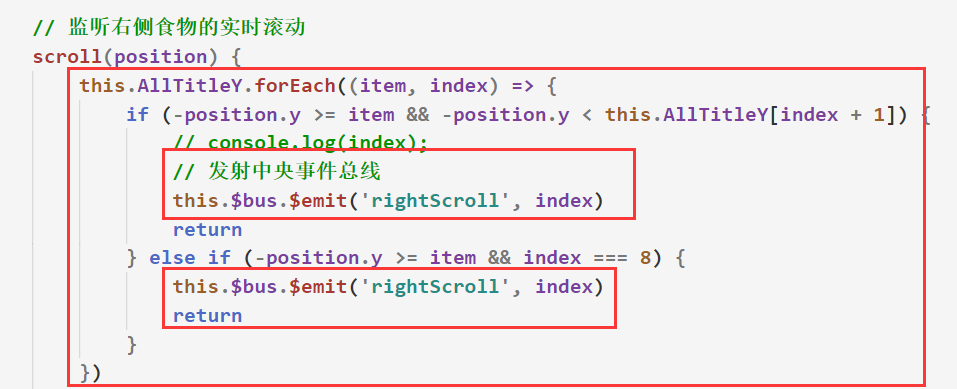 // 监听右侧食物的实时滚动
scroll(position) {
this.AllTitleY.forEach((item, index) => {
if (-position.y >= item && -position.y < this.AllTitleY[index + 1]) {
// console.log(index);
// 发射中央事件总线
this.$bus.$emit('rightScroll', index)
return
} else if (-position.y >= item && index === 8) {
this.$bus.$emit('rightScroll', index)
return
}
})